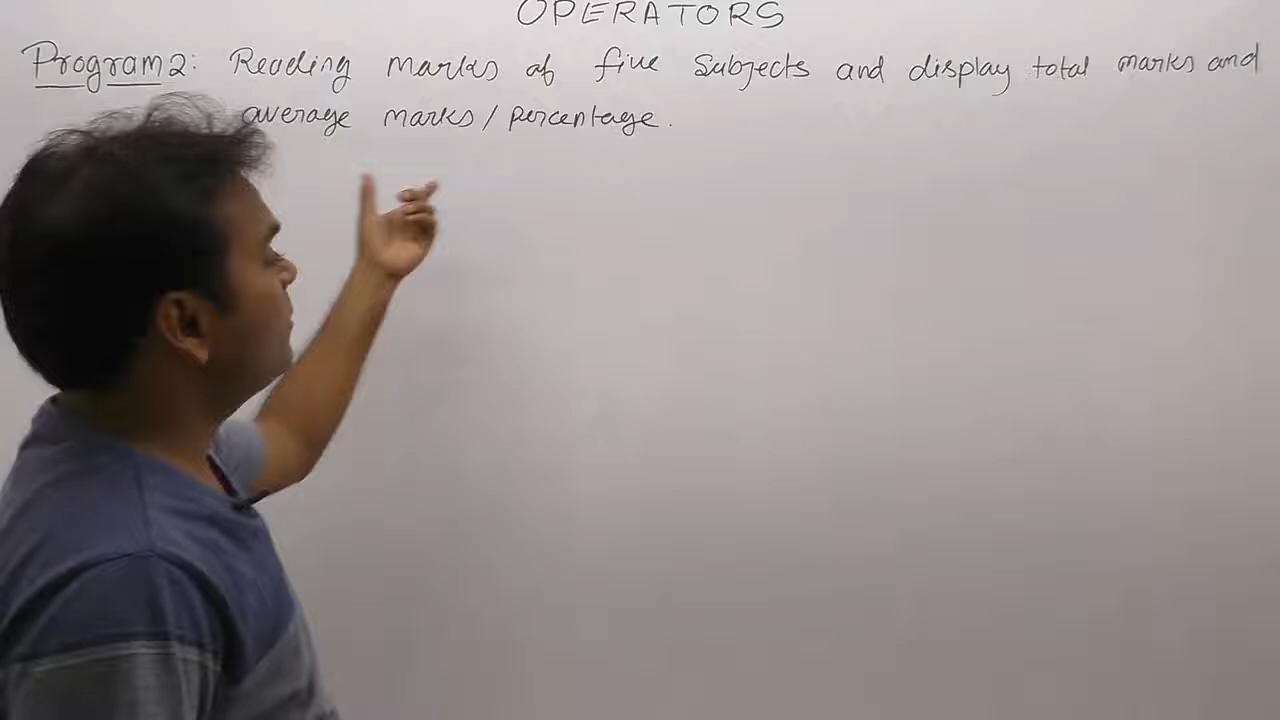 OPERATORS
Program 2: Reading marks of five Subjects and display total marks and
average marks / percentage.